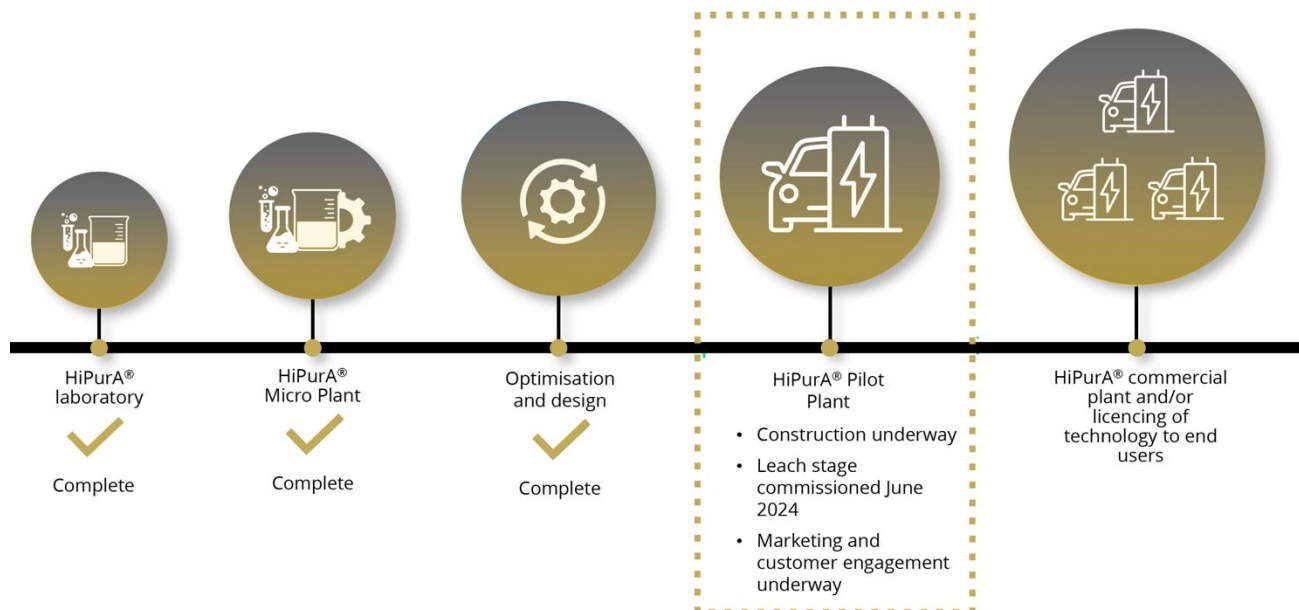 HiPurA®
laboratory
Complete
HiPurA®
Micro Plant
Complete
Optimisation
and design
Complete
HiPurA® Pilot
Plant
• Construction underway
• Leach stage
commissioned June
2024
• Marketing and
customer engagement
underway
HiPurA® commercial
plant and/or
licencing of
technology to end
users